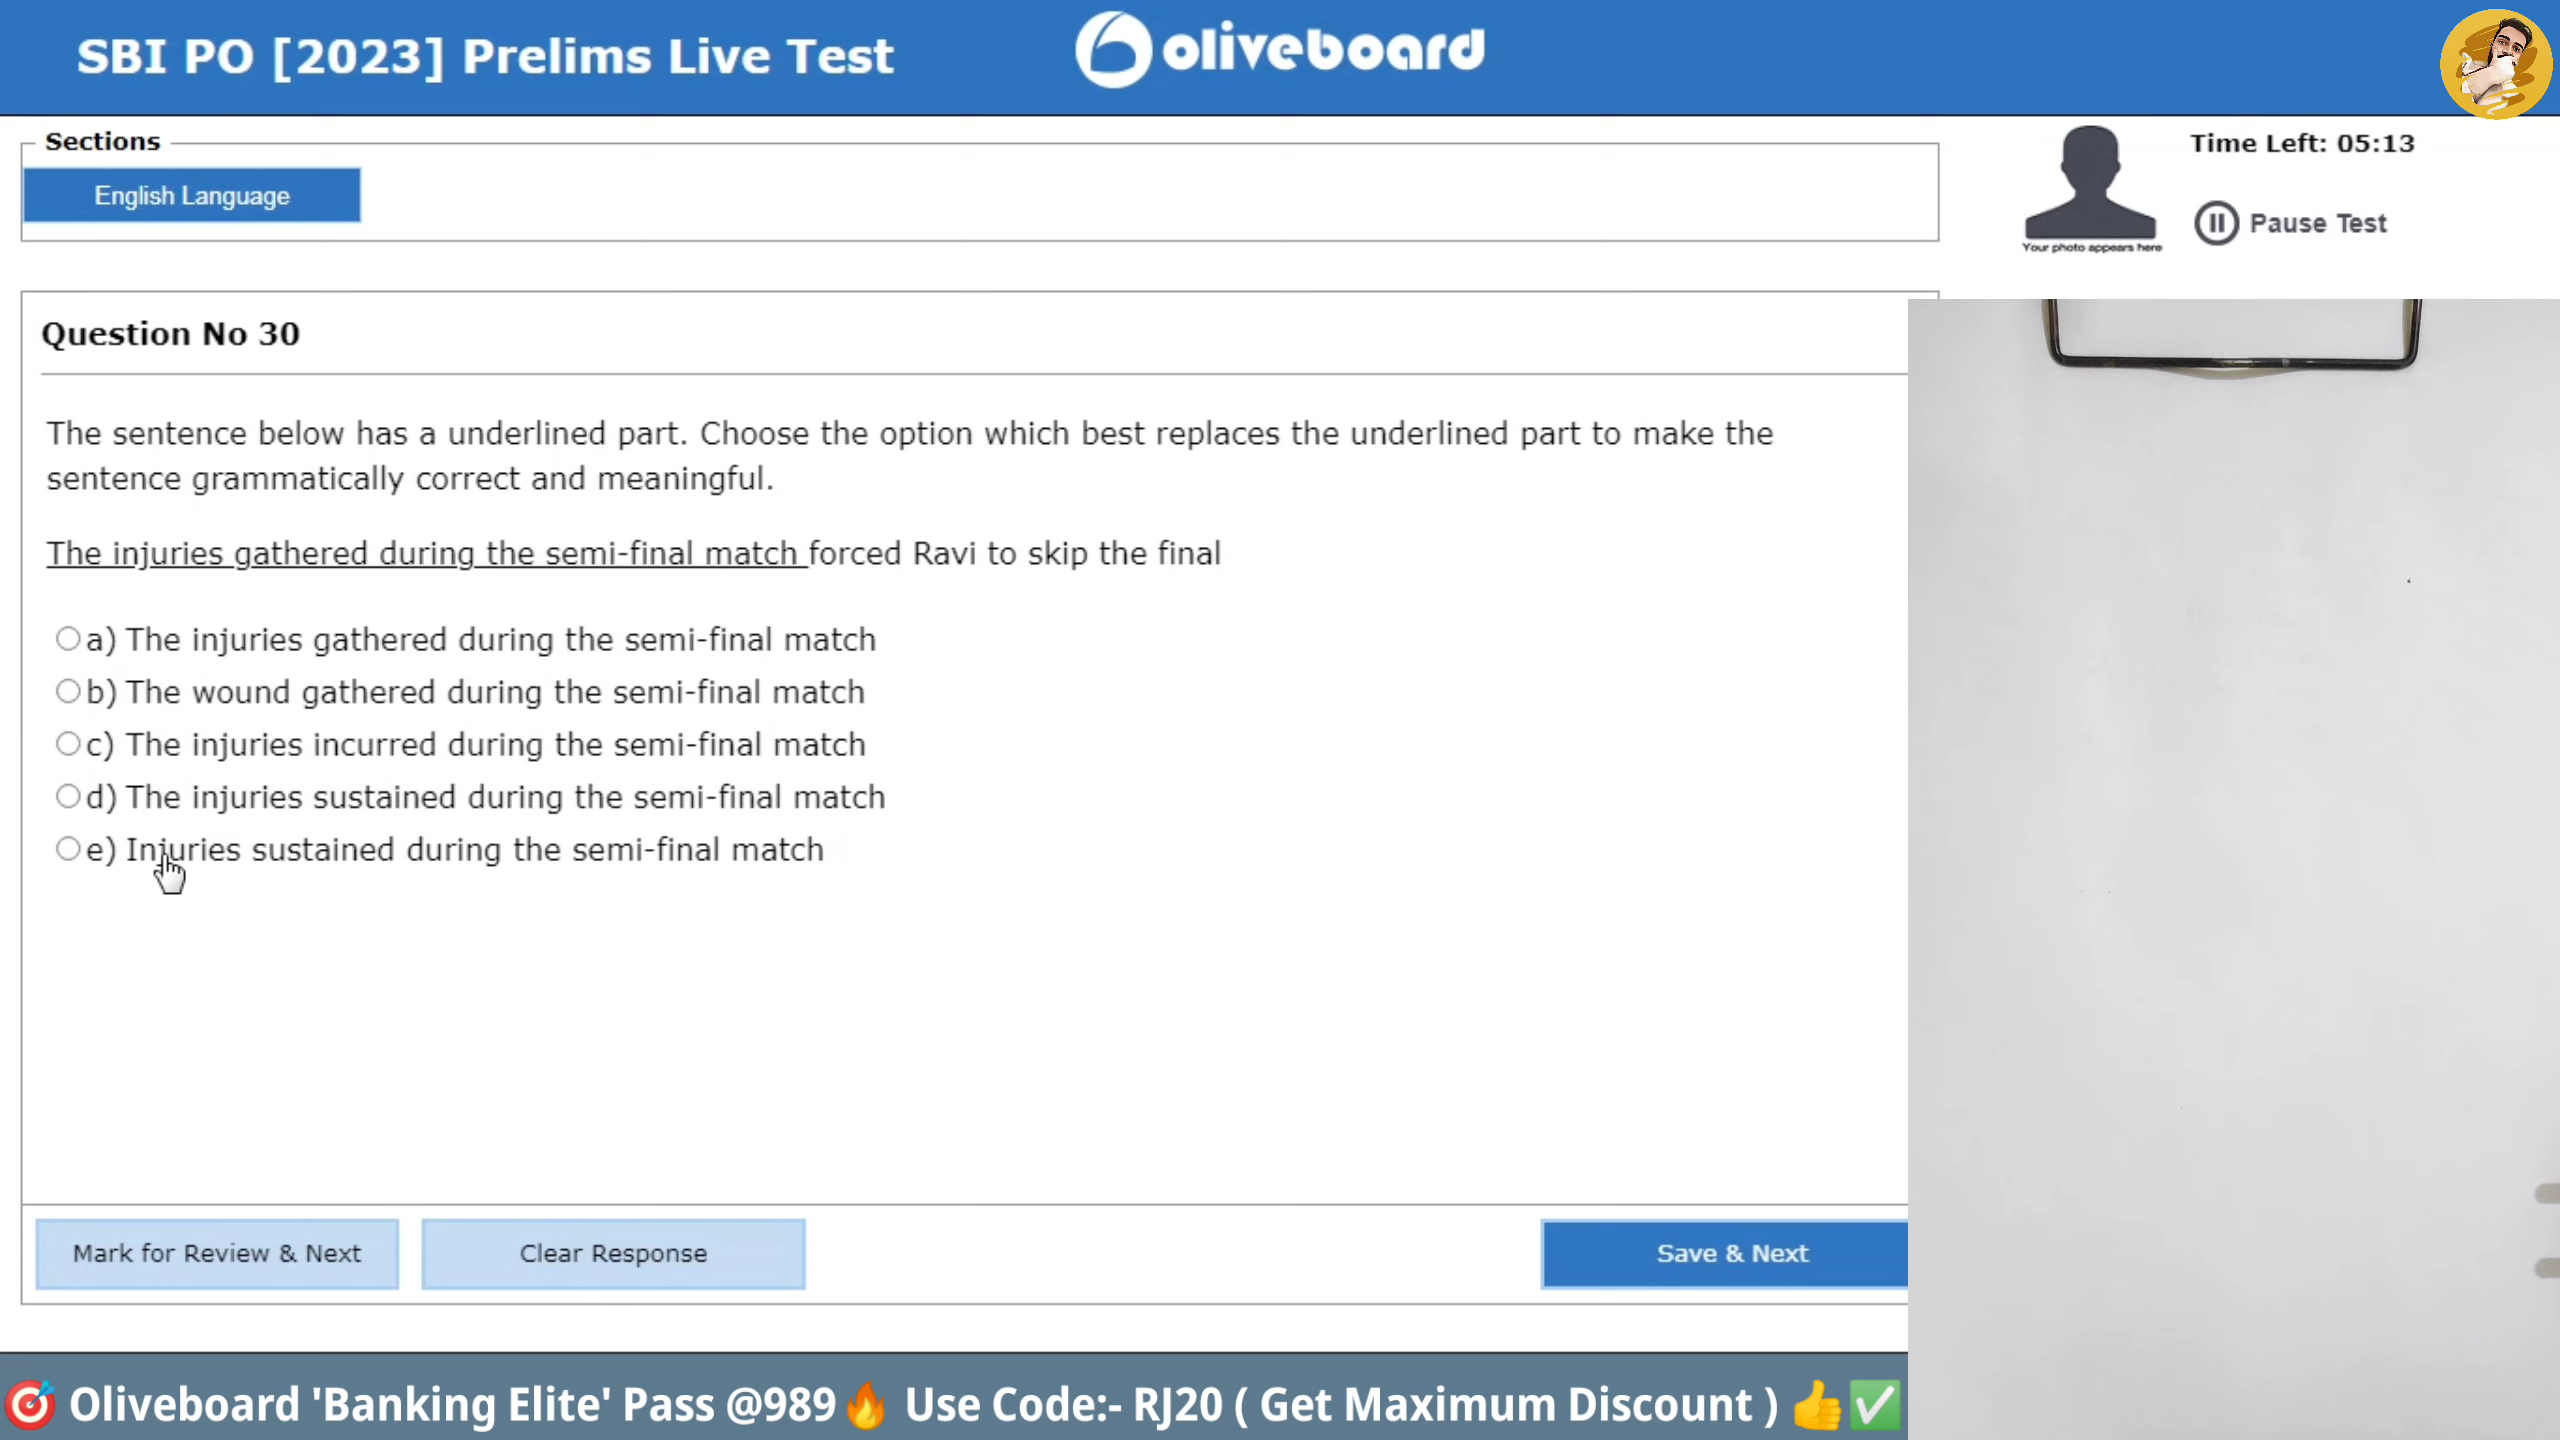 SBI PO [2023] Prelims Live Test
oliveboard
Sections
English Language
Time Left: 05:13
Your photo appears here
Pause Test
Question No 30
The sentence below has a underlined part. Choose the option which best replaces the underlined part to make the
sentence grammatically correct and meaningful.
The injuries gathered during the semi-final match forced Ravi to skip the final
a) The injuries gathered during the semi-final match
b) The wound gathered during the semi-final match
c) The injuries incurred during the semi-final match
d) The injuries sustained during the semi-final match
e) Injuries sustained during the semi-final match
Mark for Review & Next
Clear Response
Save & Next
🎯 Oliveboard 'Banking Elite' Pass @989🔥 Use Code:- RJ20 ( Get Maximum Discount ) 👍✅